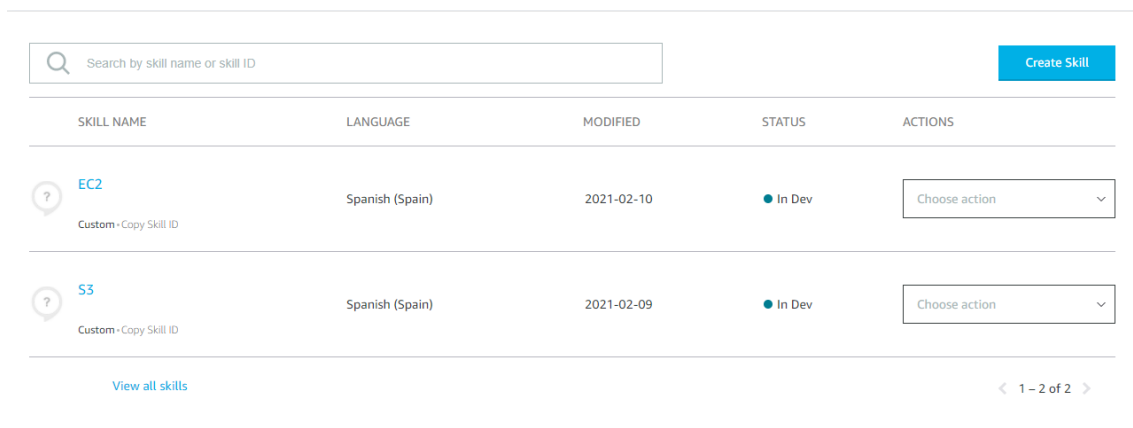 Search by skill name or skill ID
Create Skill
SKILL NAME LANGUAGE MODIFIED STATUS ACTIONS
?
EC2
Spanish (Spain) 2021-02-10 In Dev Choose action
Custom • Copy Skill ID
?
S3
Spanish (Spain) 2021-02-09 In Dev Choose action
Custom • Copy Skill ID
View all skills
1 – 2 of 2